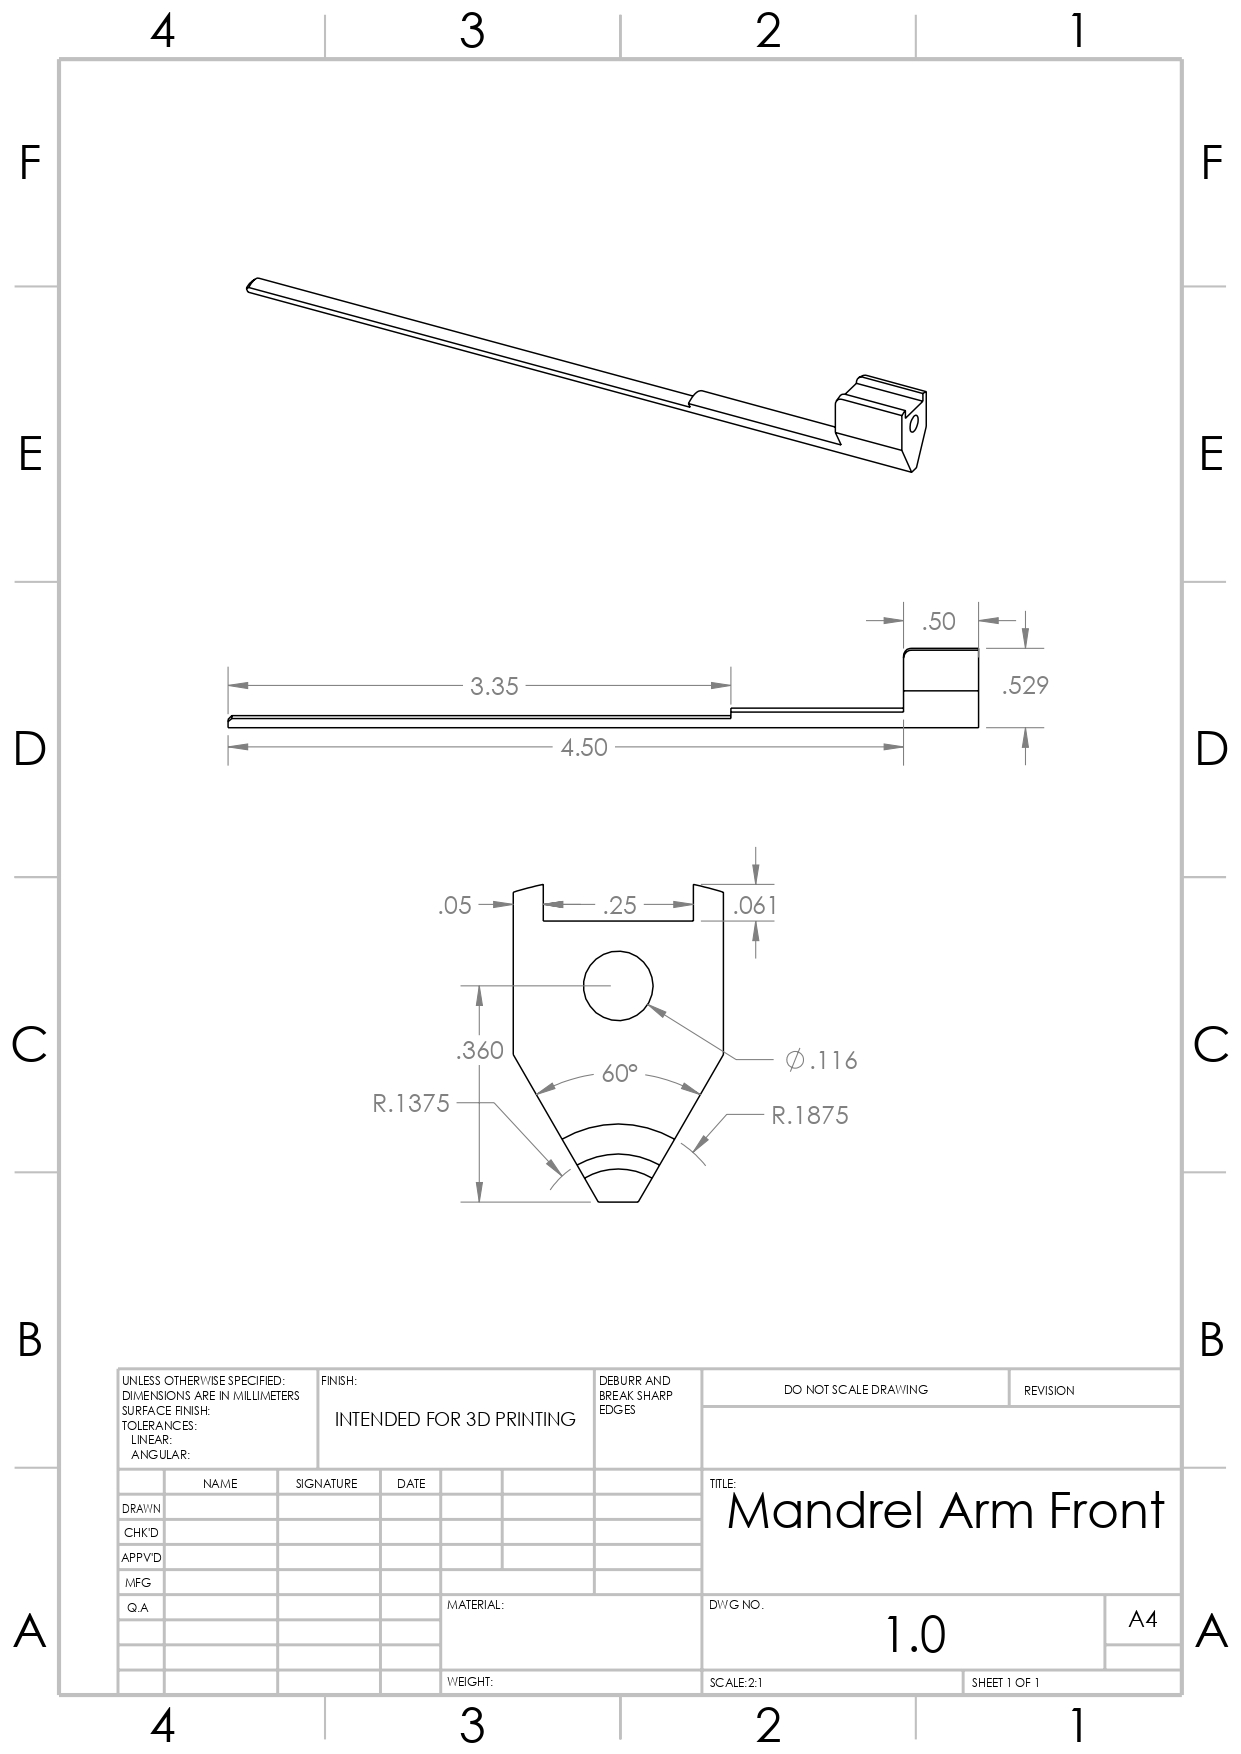 4 3 2 1
F F
E E
.50
3.35
.529
D D
4.50
.05 .25 .061
C C
.360
Ø.116
60°
R.1375
R.1875
B B
UNLESS OTHERWISE SPECIFIED:
DIMENSIONS ARE IN MILLIMETERS
SURFACE FINISH:
TOLERANCES:
LINEAR:
ANGULAR:
FINISH:
INTENDED FOR 3D PRINTING
DEBURR AND
BREAK SHARP
EDGES
DO NOT SCALE DRAWING
REVISION
NAME SIGNATURE DATE
DRAWN
CHK'D
APPV'D
MFG
Q.A
TITLE:
Mandrel Arm Front
MATERIAL:
DWG NO.
1.0
A4
A A
WEIGHT:
SCALE:2:1
SHEET 1 OF 1
4 3 2 1